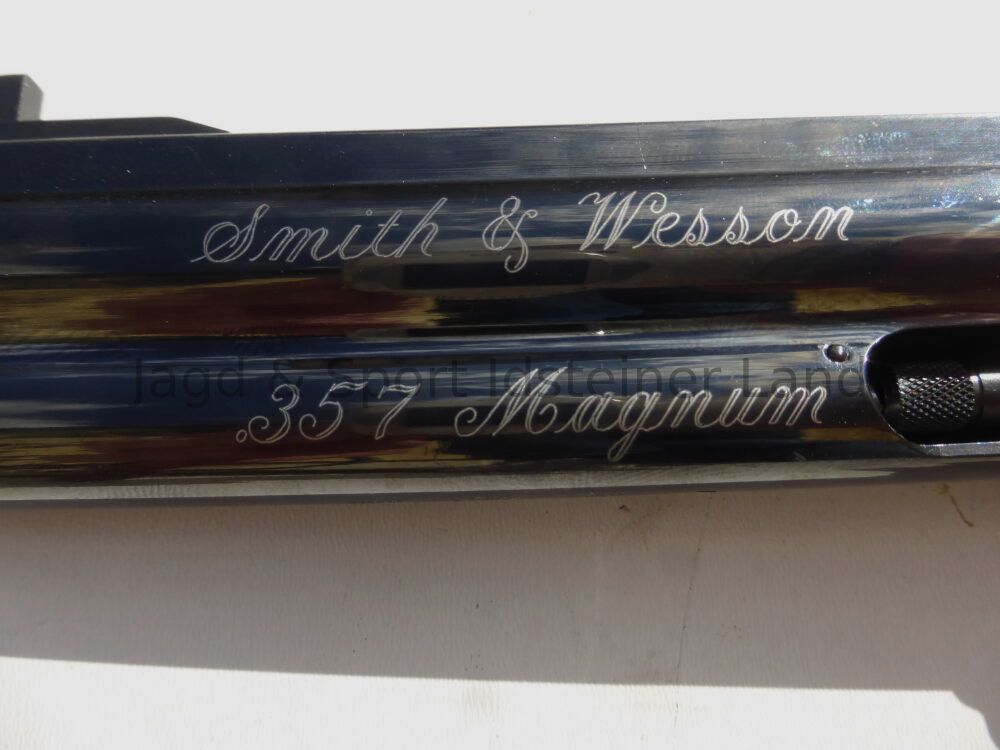 Smith & Wesson
Jagd & Sport Idsteiner Land
.357 Magnum